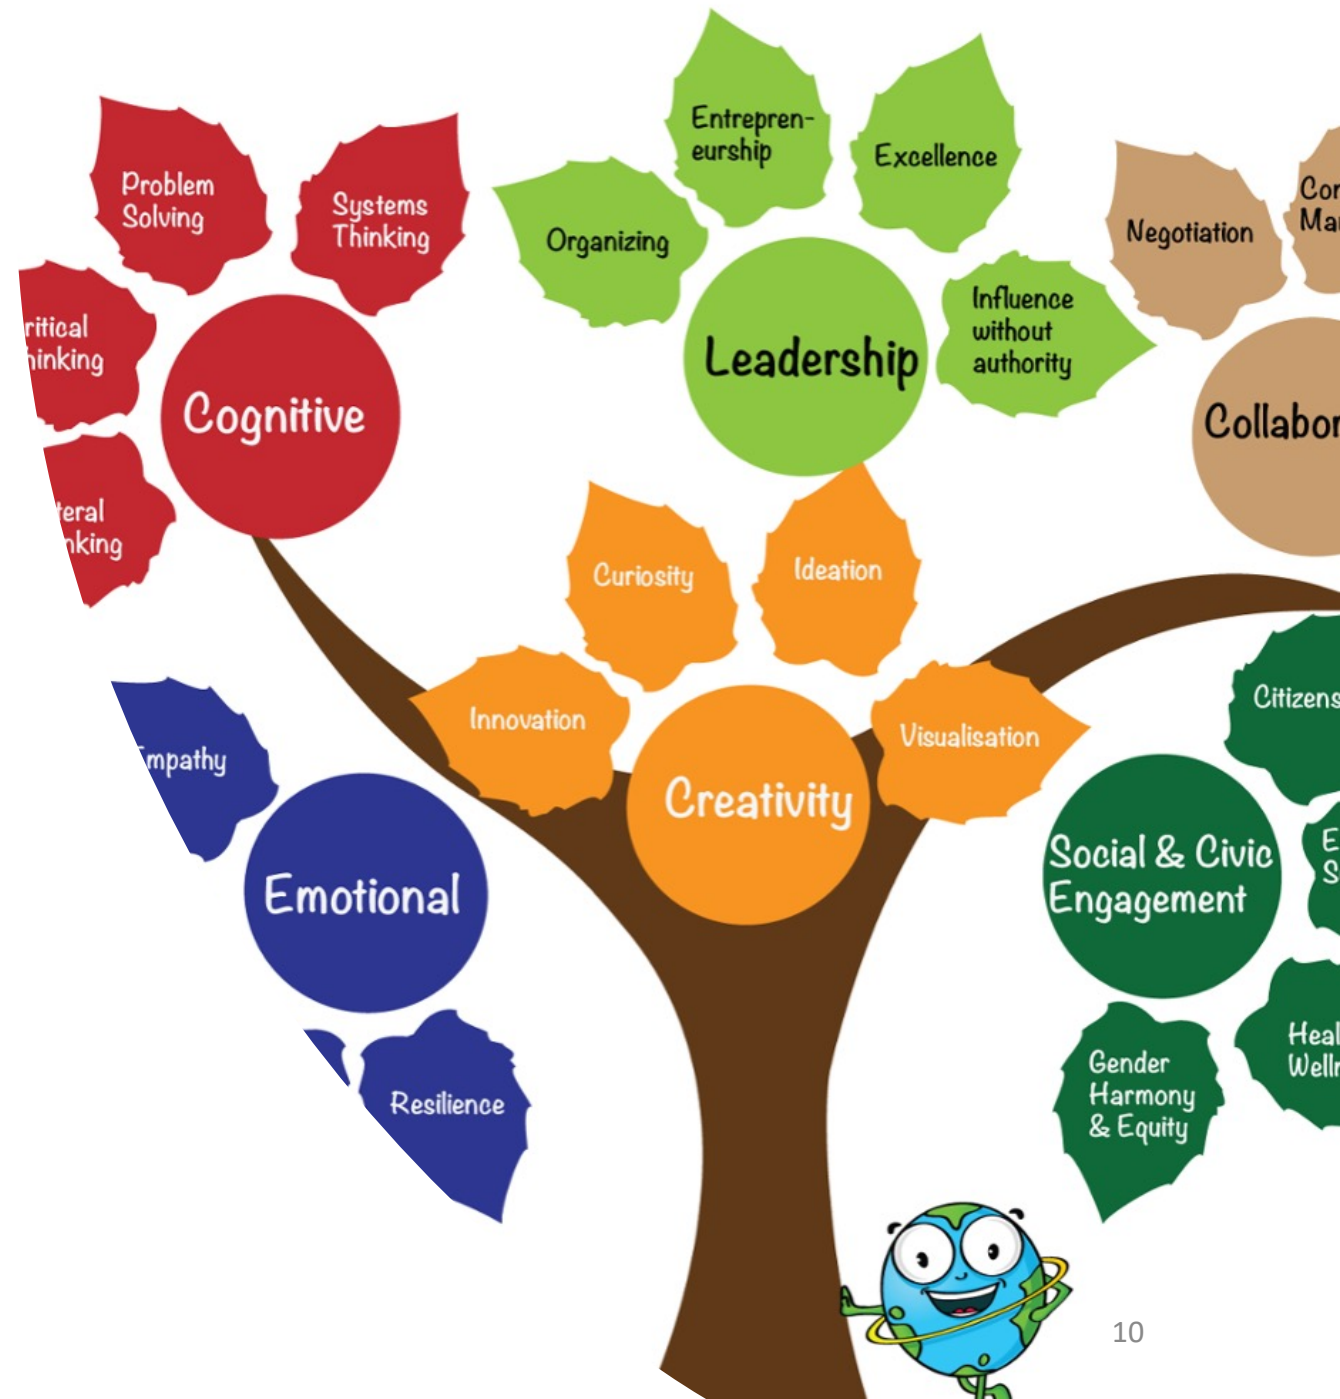 Problem
Solving
Systems
Thinking
Cognitive
Entrepren-
eurship
Excellence
Organizing
Influence
without
authority
Leadership
Negotiation
Curiosity
Ideation
Innovation
Visualisation
Creativity
Emotional
Resilience
Social & Civic
Engagement
Gender
Harmony
& Equity
10